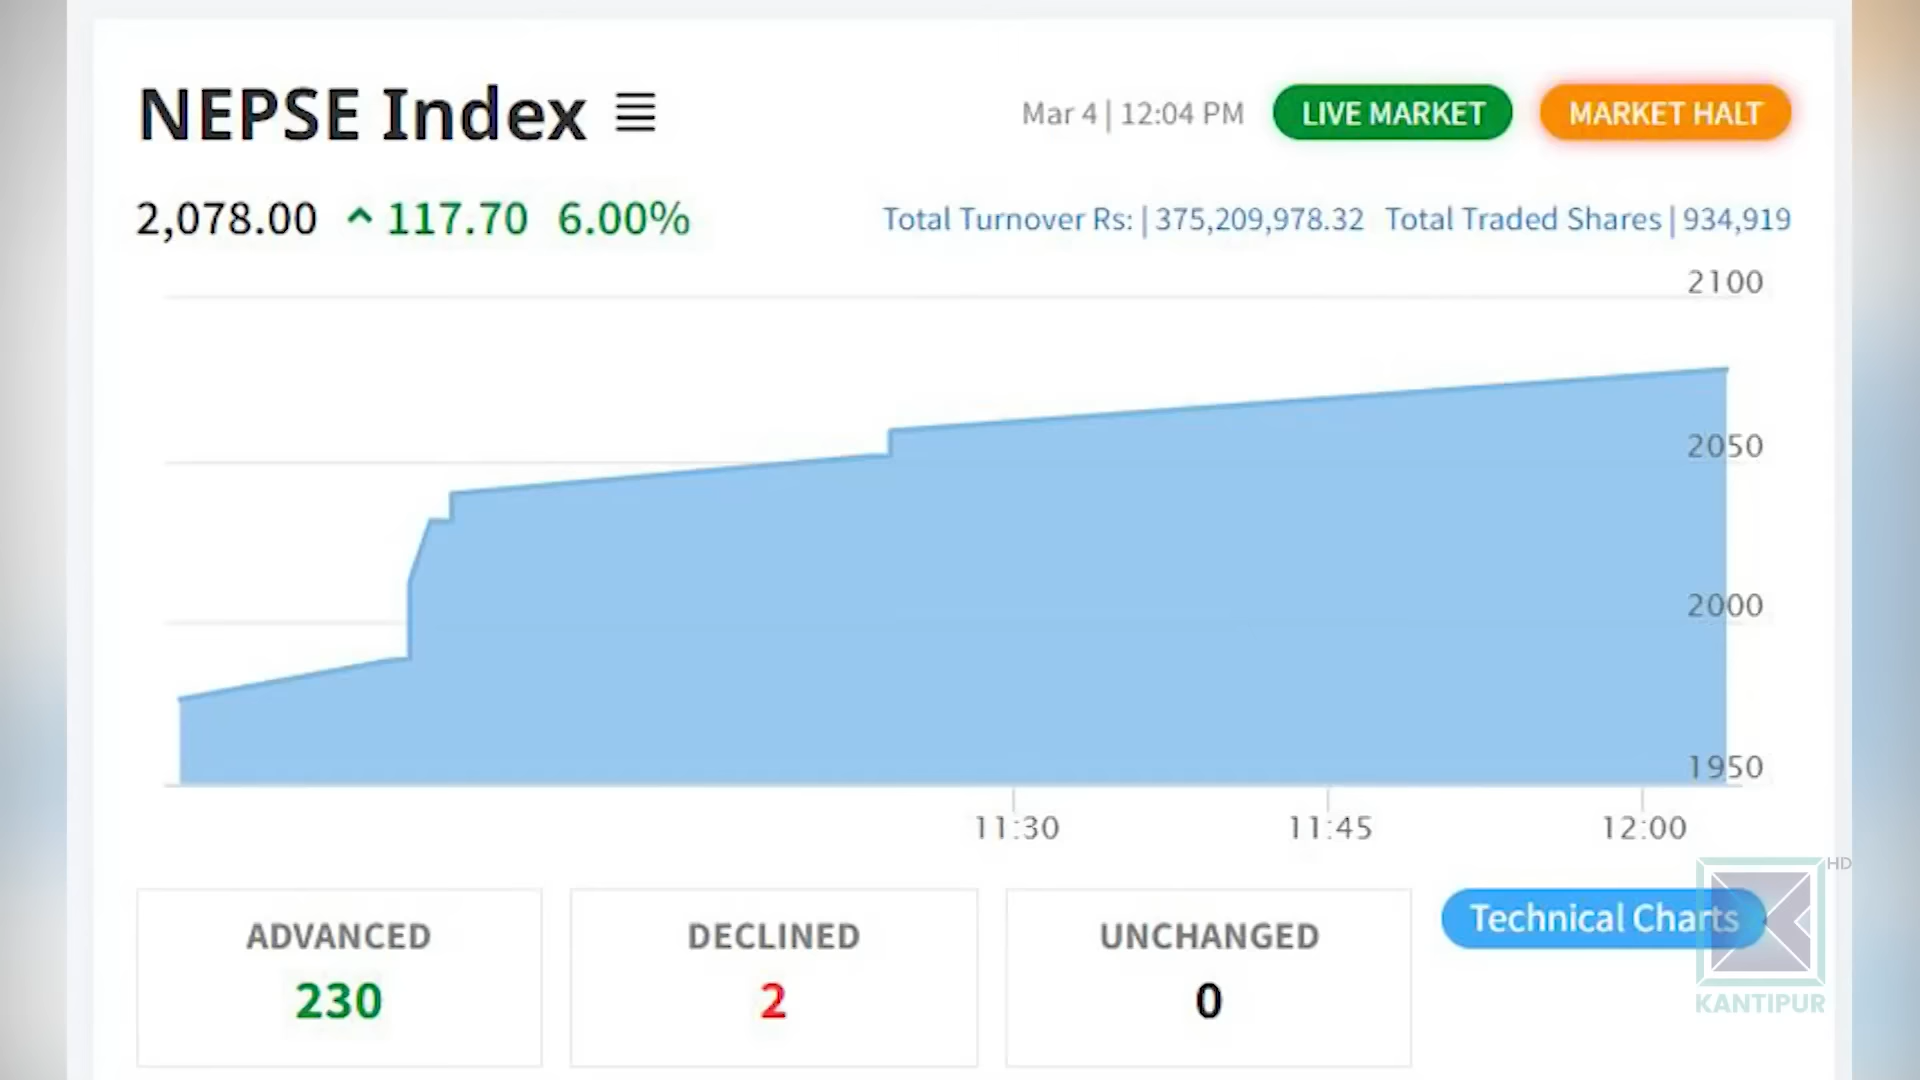 NEPSE Index
Mar 4 | 12:04 PM LIVE MARKET MARKET HALT
2,078.00 117.70 6.00%
Total Turnover Rs: | 375,209,978.32 Total Traded Shares | 934,919
2100
2050
2000
1950
11:30 11:45 12:00
ADVANCED
230
DECLINED
2
UNCHANGED
0
Technical Charts
HD
KANTIPUR